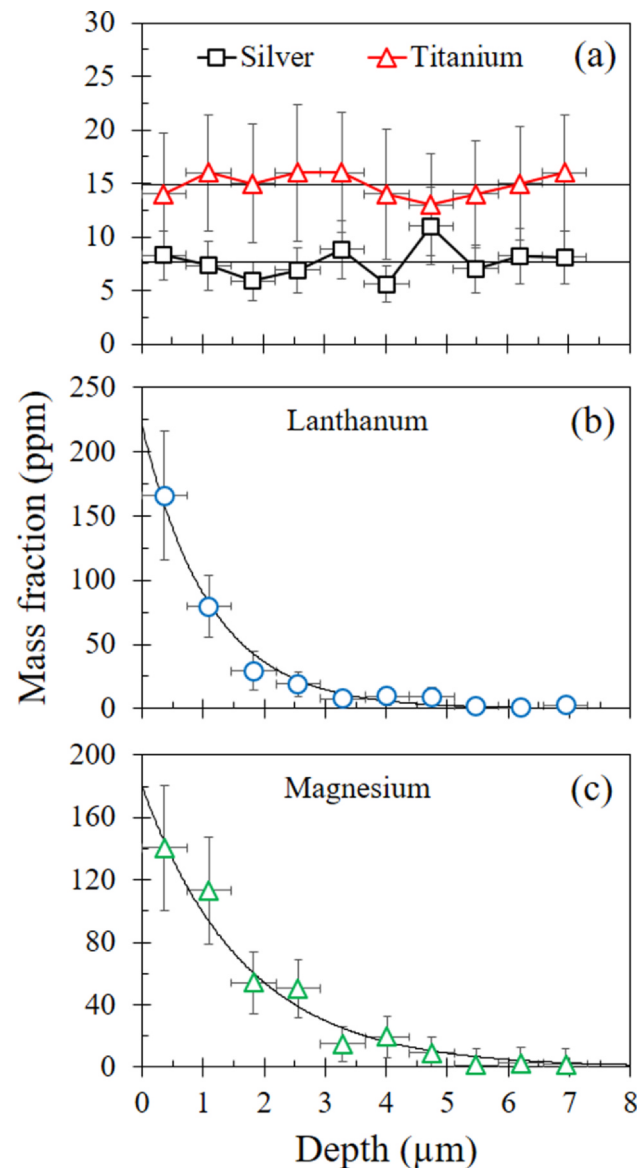 30
25
20
15
10
5
0
Silver
Titanium
(a)
250
200
150
100
50
0
Lanthanum
(b)
Mass fraction (ppm)
200
160
120
80
40
0
Magnesium
(c)
0 1 2 3 4 5 6 7 8
Depth (µm)